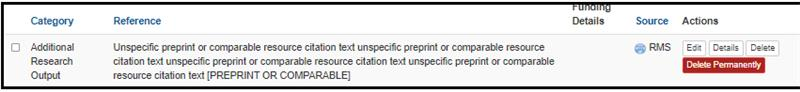 Category Reference Funding Details Source Actions
Additional Research Output
Unspecific preprint or comparable resource citation text unspecific preprint or comparable resource
citation text unspecific preprint or comparable resource citation text unspecific preprint or comparable
resource citation text [PREPRINT OR COMPARABLE]
RMS
Edit Details Delete
Delete Permanently